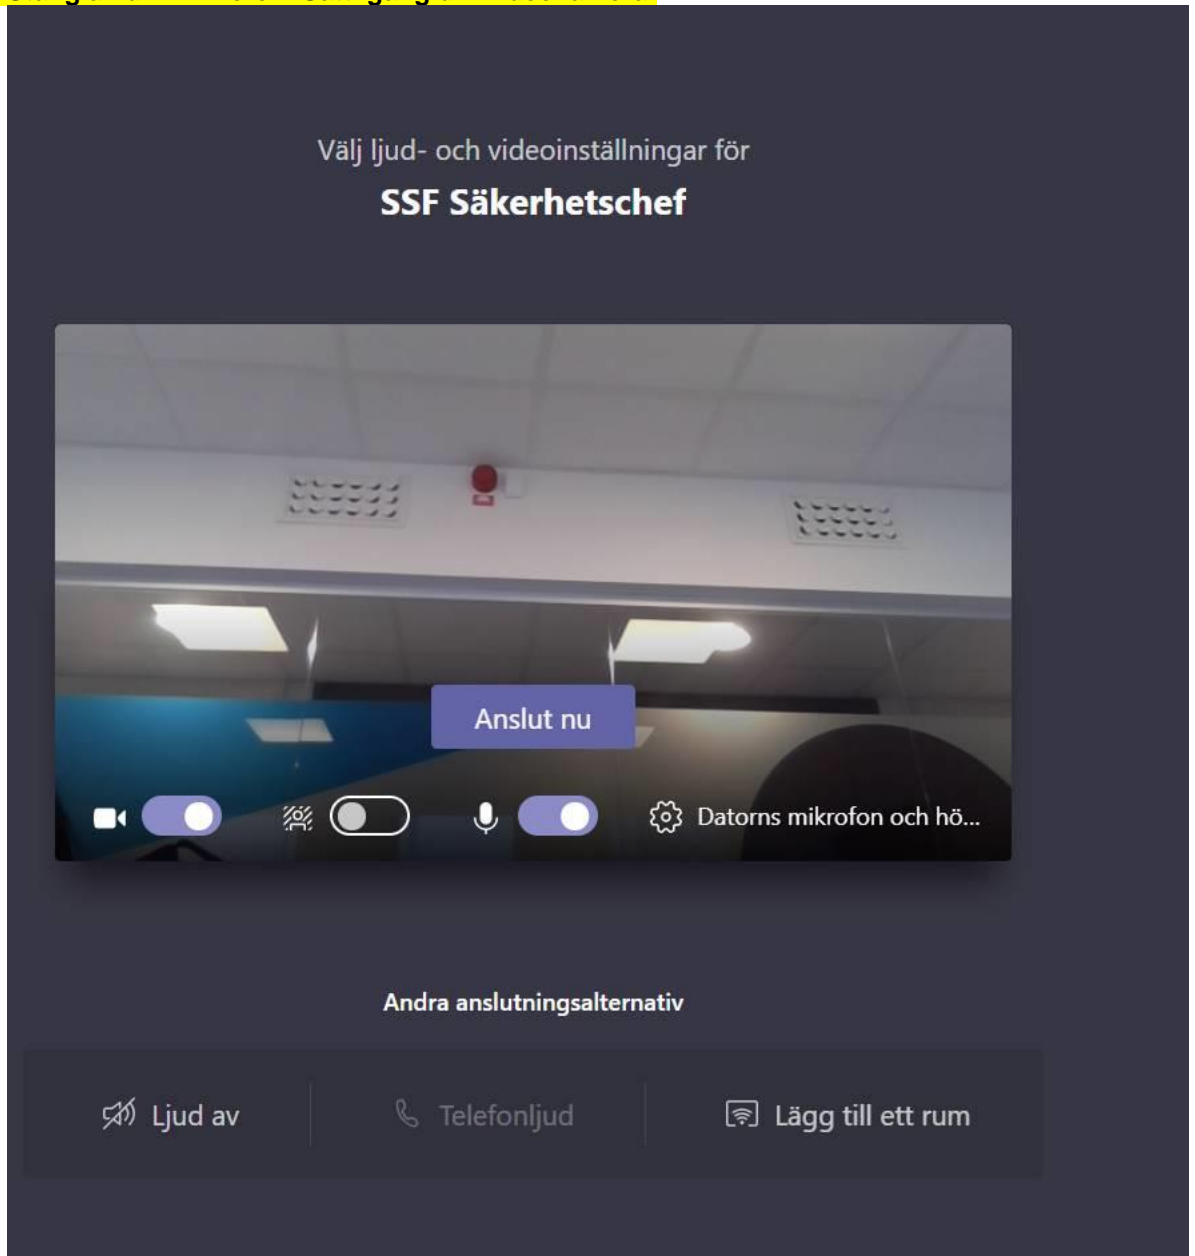 Välj ljud- och videoinställningar för
SSF Säkerhetschef
Anslut nu
Datorns mikrofon och hö...
Andra anslutningsalternativ
Ljud av
Telefonljud
Lägg till ett rum